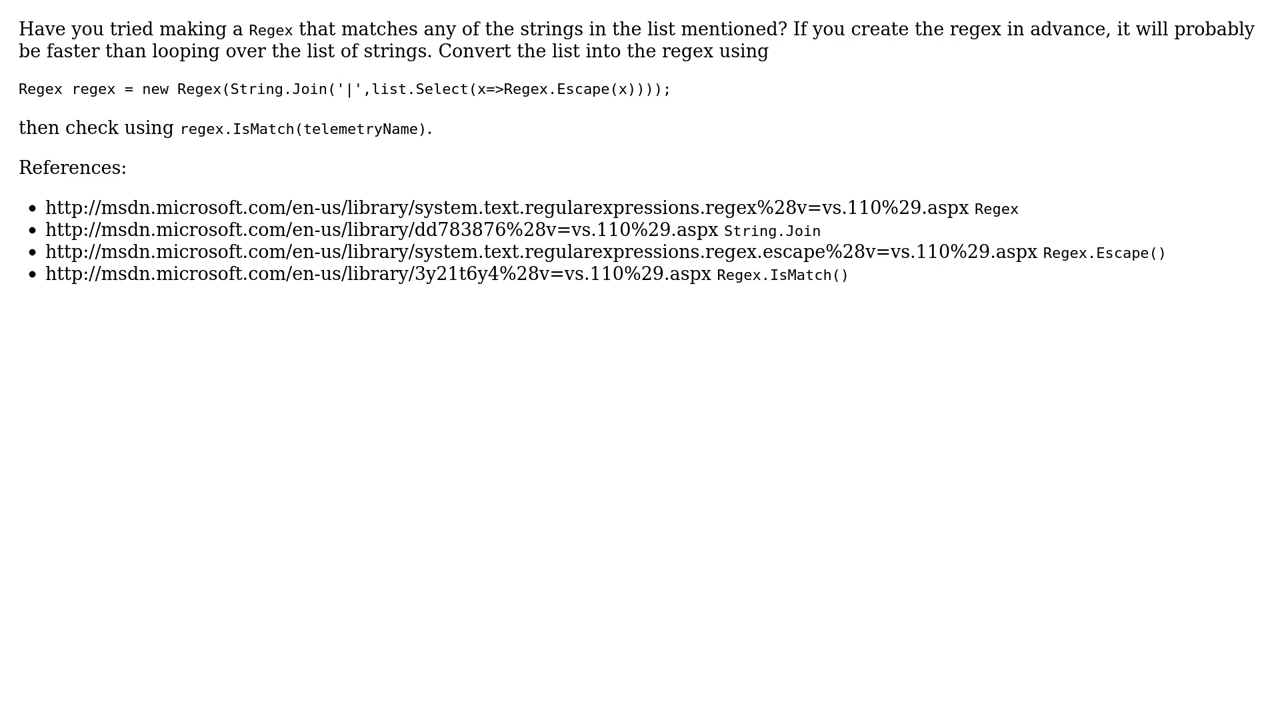 Have you tried making a Regex that matches any of the strings in the list mentioned? If you create the regex in advance, it will probably
be faster than looping over the list of strings. Convert the list into the regex using
Regex regex = new Regex(String.Join('|',list.Select(x=>Regex.Escape(x))));
then check using regex.IsMatch(telemetryName).
References:
• http://msdn.microsoft.com/en-us/library/system.text.regularexpressions.regex%28v=vs.110%29.aspx Regex
• http://msdn.microsoft.com/en-us/library/dd783876%28v=vs.110%29.aspx String.Join
• http://msdn.microsoft.com/en-us/library/system.text.regularexpressions.regex.escape%28v=vs.110%29.aspx Regex.Escape()
• http://msdn.microsoft.com/en-us/library/3y21t6y4%28v=vs.110%29.aspx Regex.IsMatch()